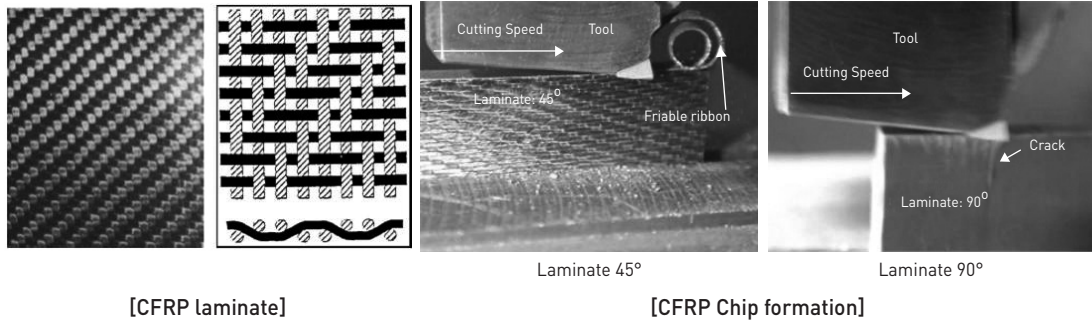 Cutting Speed
Tool
Laminate: 45°
Friable ribbon
Tool
Cutting Speed
Crack
Laminate: 90°
Laminate 45°
Laminate 90°
[CFRP laminate]
[CFRP Chip formation]